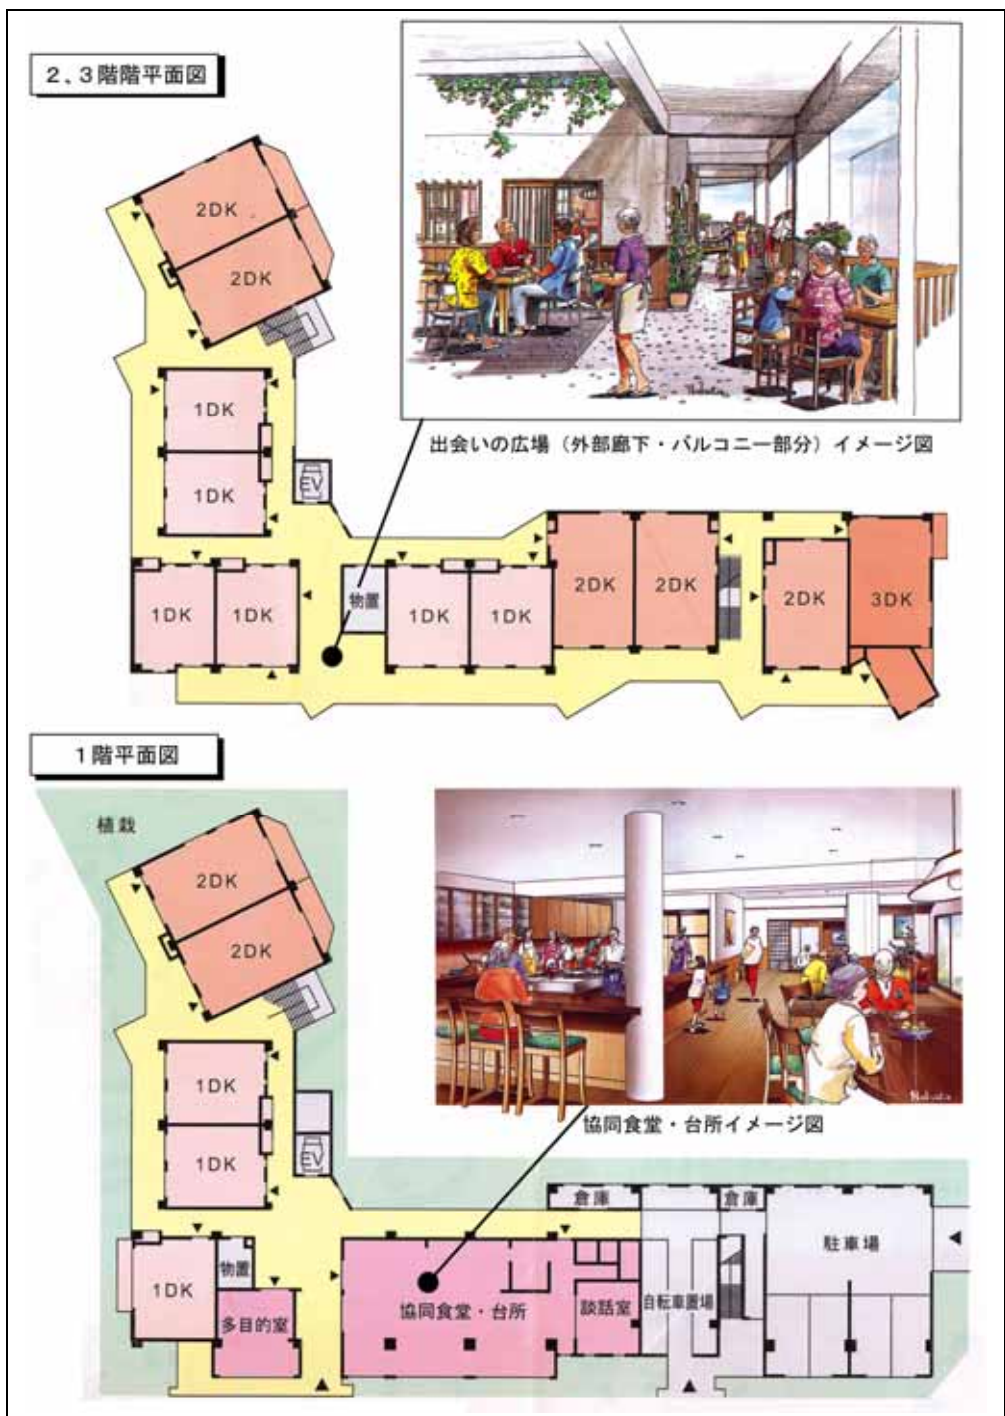 2、3階階平面図
2DK
2DK
1DK
1DK
EV
出会いの広場（外部廊下・バルコニー部分）イメージ図
1DK
1DK
物置
1DK
1DK
2DK
2DK
2DK
3DK
1階平面図
植栽
2DK
2DK
1DK
1DK
EV
協同食堂・台所イメージ図
倉庫
倉庫
駐車場
1DK
物置
多目的室
協同食堂・台所
談話室
自転車置場